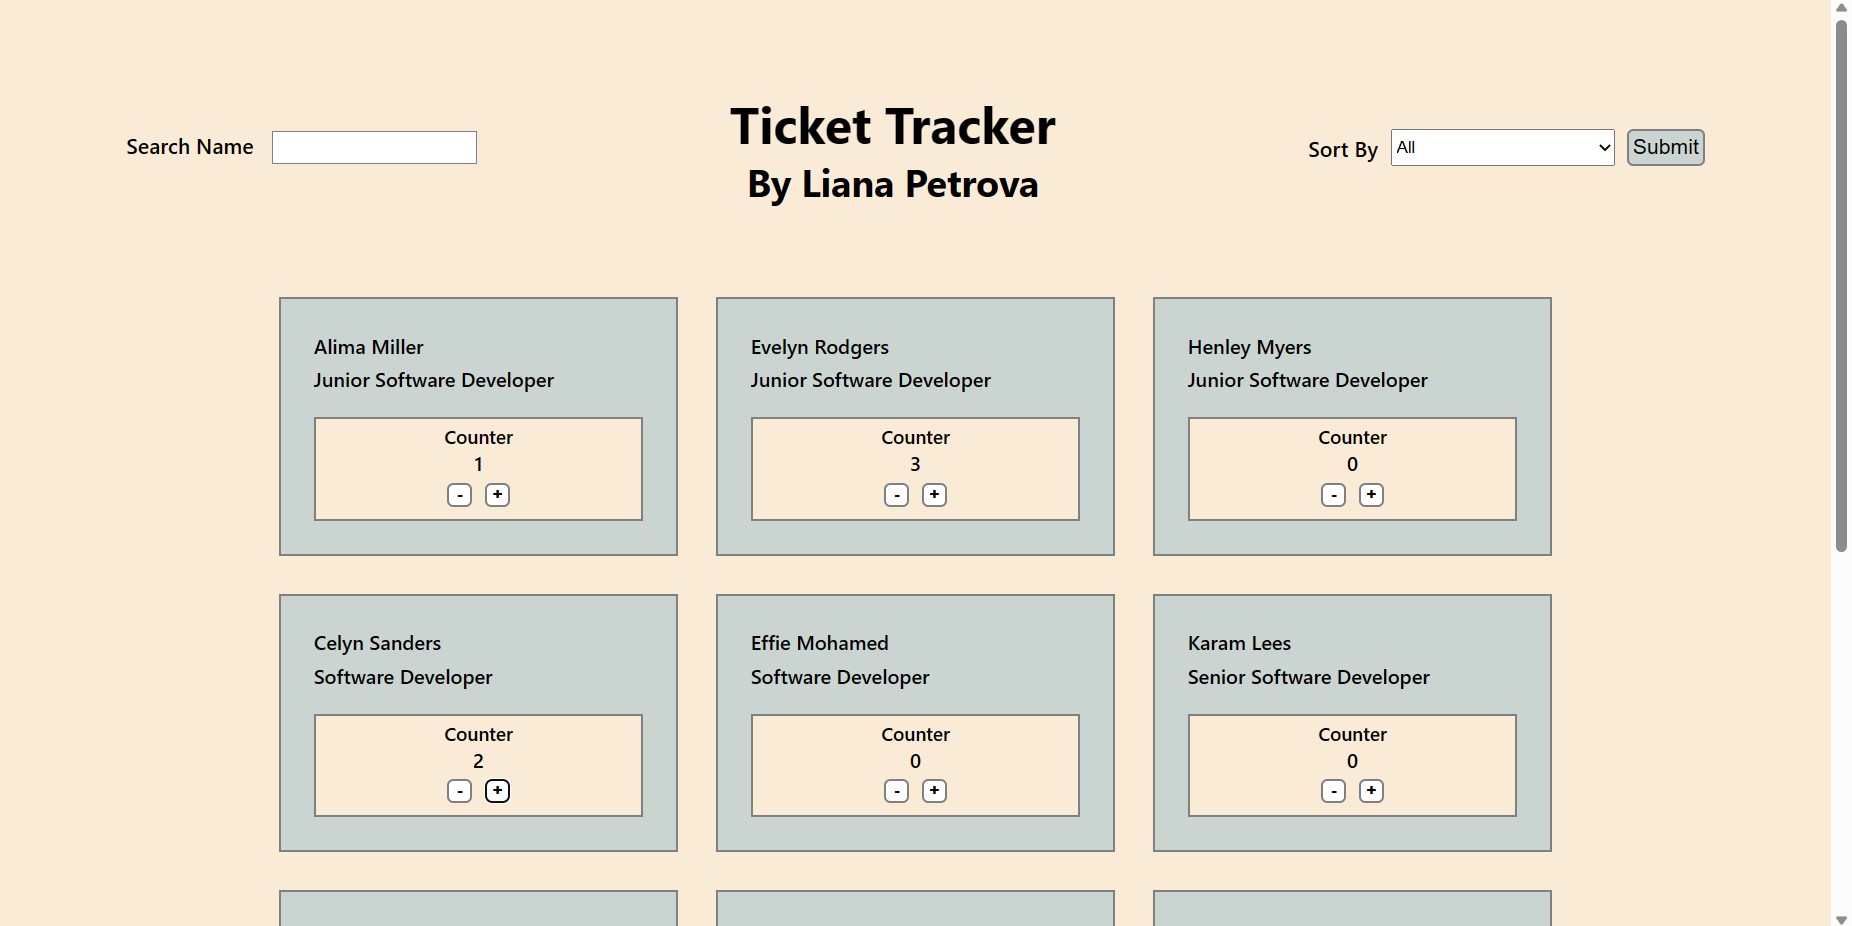 Ticket Tracker
By Liana Petrova
Search Name
Sort By All Submit
Alima Miller
Junior Software Developer
Counter
1
- +
Evelyn Rodgers
Junior Software Developer
Counter
3
- +
Henley Myers
Junior Software Developer
Counter
0
- +
Celyn Sanders
Software Developer
Counter
2
- +
Effie Mohamed
Software Developer
Counter
0
- +
Karam Lees
Senior Software Developer
Counter
0
- +